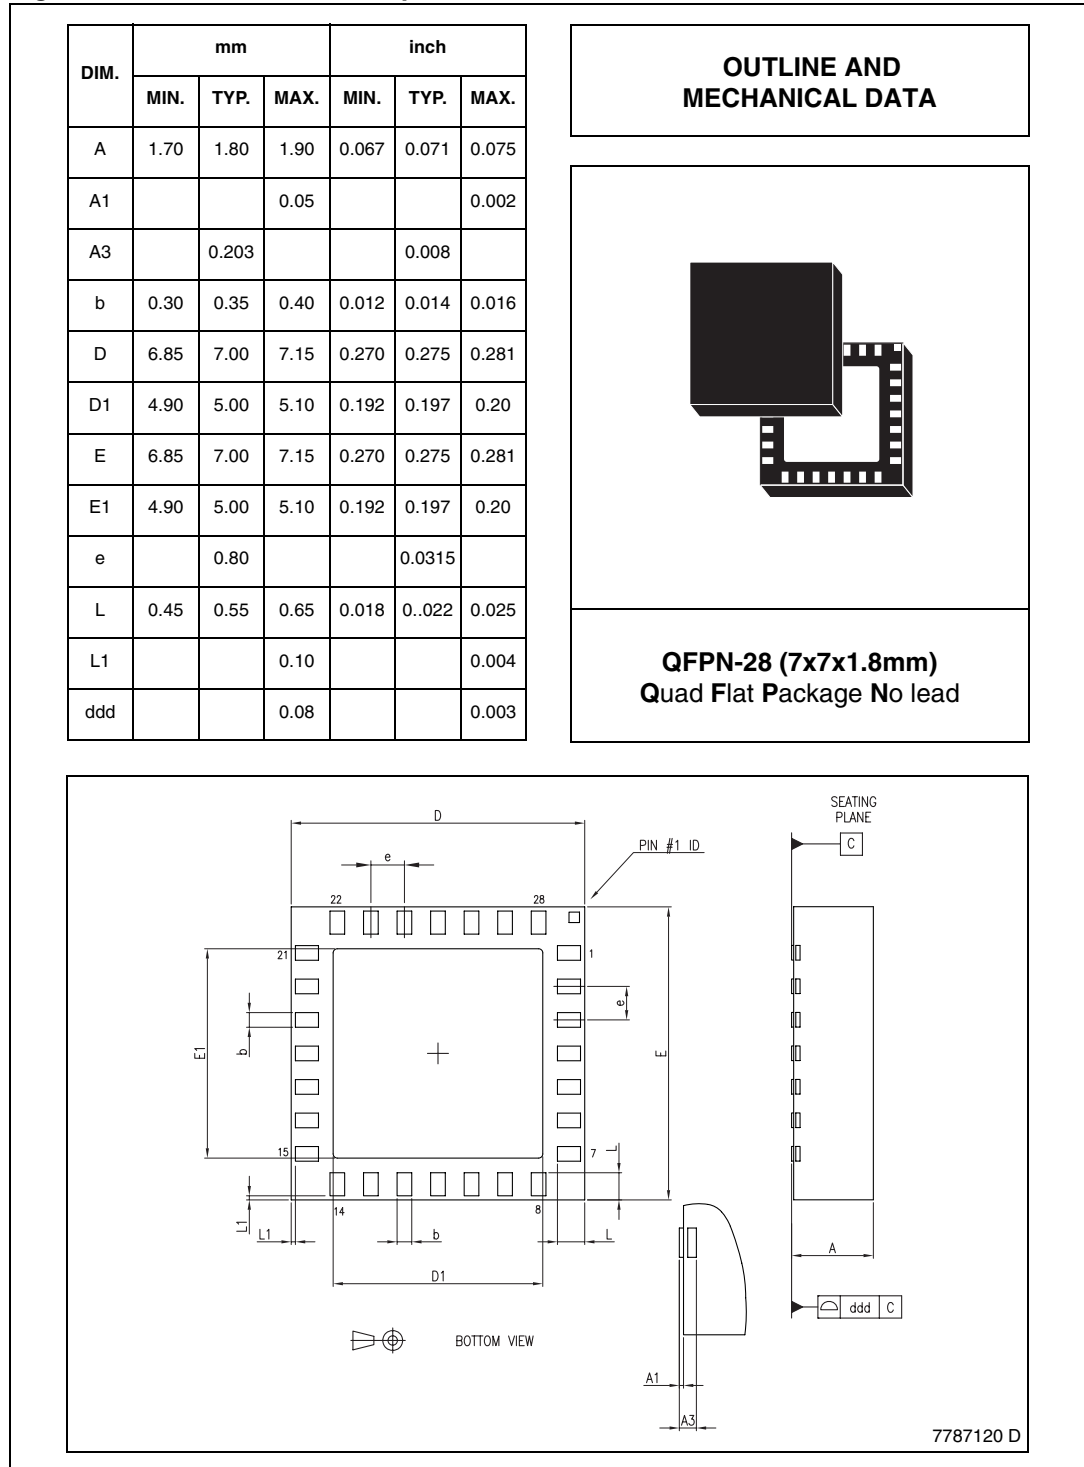 DIM. mm inch
MIN. TYP. MAX. MIN. TYP. MAX.
A 1.70 1.80 1.90 0.067 0.071 0.075
A1 0.05 0.002
A3 0.203 0.008
b 0.30 0.35 0.40 0.012 0.014 0.016
D 6.85 7.00 7.15 0.270 0.275 0.281
D1 4.90 5.00 5.10 0.192 0.197 0.20
E 6.85 7.00 7.15 0.270 0.275 0.281
E1 4.90 5.00 5.10 0.192 0.197 0.20
e 0.80 0.0315
L 0.45 0.55 0.65 0.018 0..022 0.025
L1 0.10 0.004
ddd 0.08 0.003
OUTLINE AND
MECHANICAL DATA
QFPN-28 (7x7x1.8mm)
Quad Flat Package No lead
SEATING
PLANE
C
D
PIN #1 ID
e
22 28
21 1
e
b
E1
E
15 7
L
14 8
L1
L1 b L
D1
A
ddd C
BOTTOM VIEW
A1
A3
7787120 D